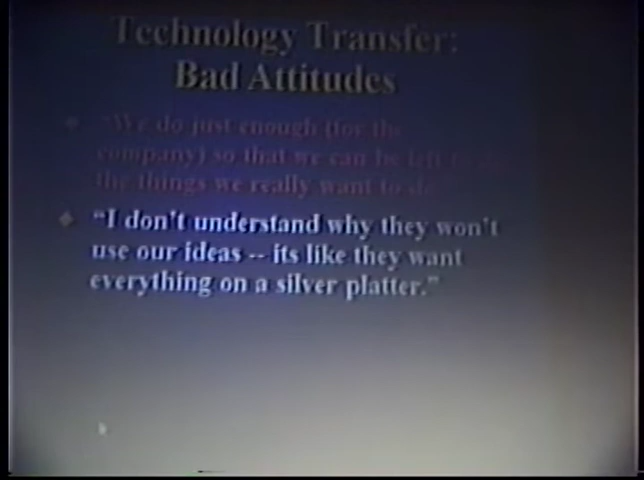 Technology Transfer:
Bad Attitudes
"We do just enough (for the
company) so that we can be left to do
the things we really want to do."
"I don't understand why they won't
use our ideas -- its like they want
everything on a silver platter."